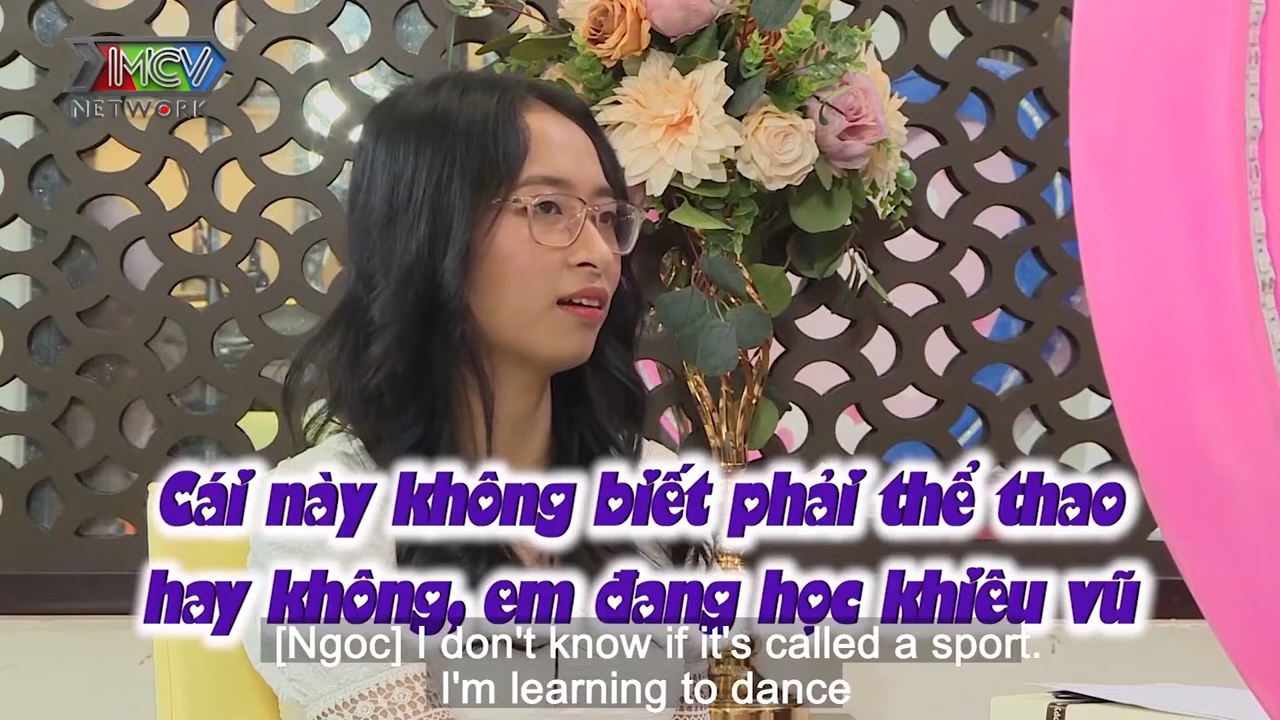 MCV
NETWORK
Cái này không biết phải thể thao
hay không, em đang học khiêu vũ
[Ngoc] I don't know if it's called a sport.
I'm learning to dance